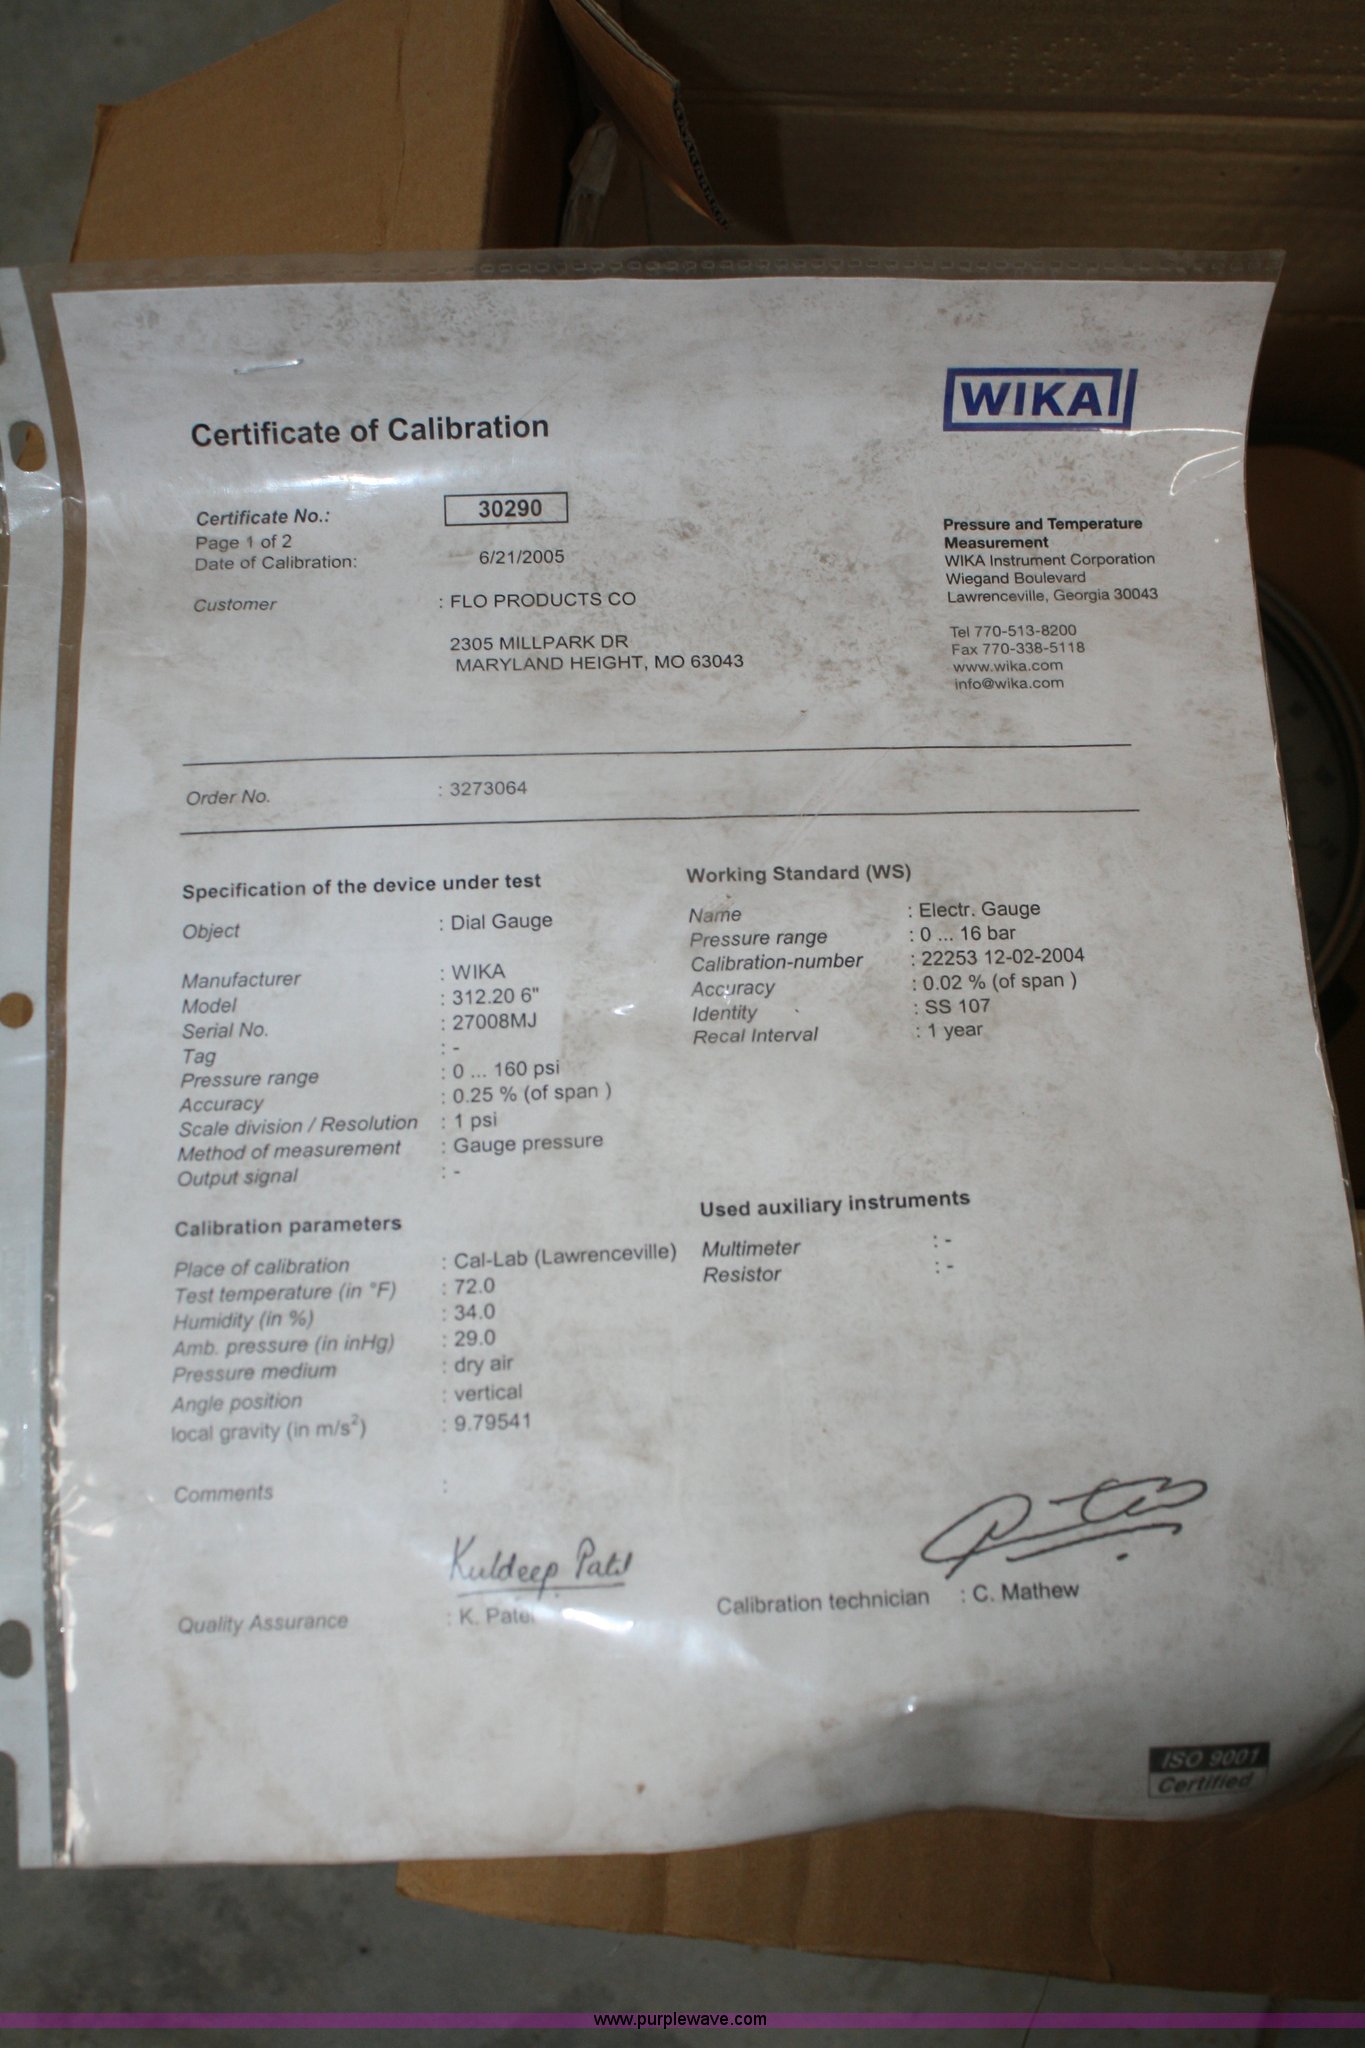 WIKA
Certificate of Calibration
Certificate No.: 30290
Page 1 of 2
Date of Calibration: 6/21/2005
Customer : FLO PRODUCTS CO
2305 MILLPARK DR
MARYLAND HEIGHT, MO 63043
Pressure and Temperature
Measurement
WIKA Instrument Corporation
Wiegand Boulevard
Lawrenceville, Georgia 30043
Tel 770-513-8200
Fax 770-338-5118
www.wika.com
info@wika.com
Order No. : 3273064
Specification of the device under test
Object : Dial Gauge
Manufacturer : WIKA
Model : 312.20 6"
Serial No. : 27008MJ
Tag : -
Pressure range : 0 ... 160 psi
Accuracy : 0.25 % (of span )
Scale division / Resolution : 1 psi
Method of measurement : Gauge pressure
Output signal : -
Working Standard (WS)
Name : Electr. Gauge
Pressure range : 0 ... 16 bar
Calibration-number : 22253 12-02-2004
Accuracy : 0.02 % (of span )
Identity : SS 107
Recal Interval : 1 year
Calibration parameters
Place of calibration : Cal-Lab (Lawrenceville)
Test temperature (in °F) : 72.0
Humidity (in %) : 34.0
Amb. pressure (in inHg) : 29.0
Pressure medium : dry air
Angle position : vertical
local gravity (in m/s²) : 9.79541
Used auxiliary instruments
Multimeter : -
Resistor : -
Comments :
Kuldeep Patel
Quality Assurance : K. Patel
Calibration technician : C. Mathew
ISO 9001
Certified
www.purplewave.com